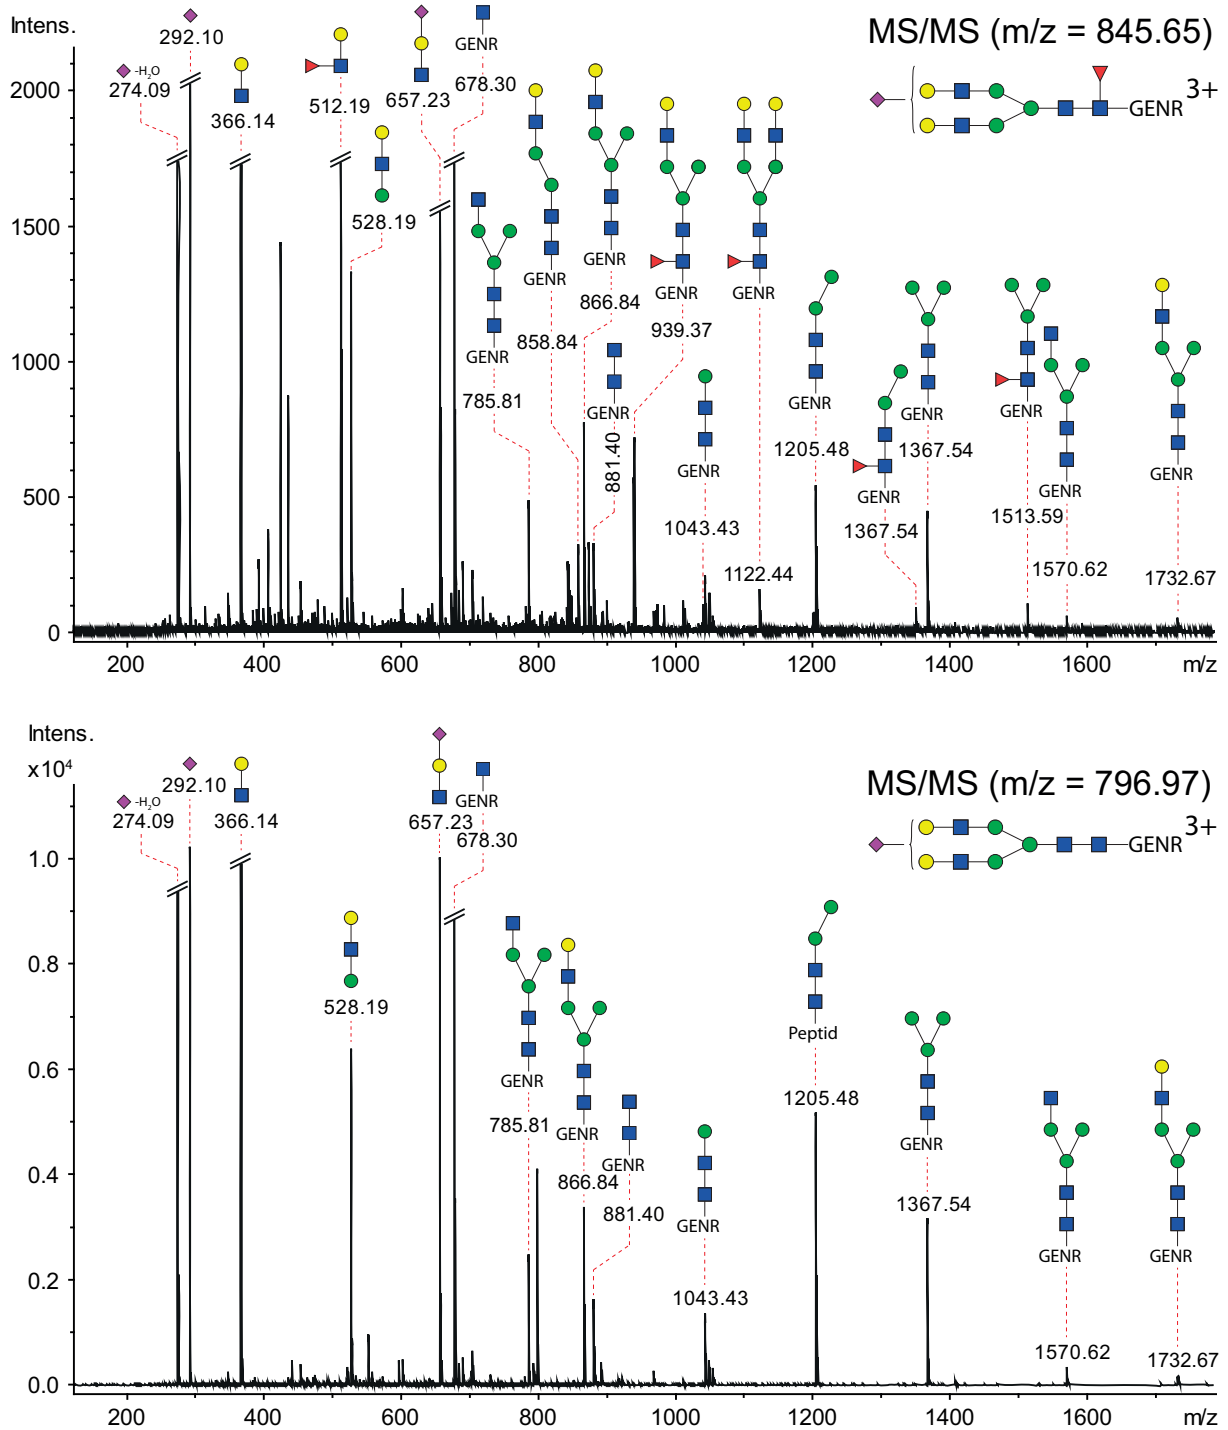 Intens.
MS/MS (m/z = 845.65)
GENR 3+
-H2O
274.09
292.10
366.14
512.19
528.19
657.23
GENR
678.30
GENR
785.81
GENR
858.84
GENR
866.84
GENR
881.40
GENR
939.37
GENR
1043.43
GENR
1122.44
GENR
1205.48
GENR
1367.54
GENR
1367.54
GENR
1513.59
GENR
1570.62
GENR
1732.67
2000
1500
1000
500
0
200 400 600 800 1000 1200 1400 1600 m/z
Intens.
x10⁴
MS/MS (m/z = 796.97)
GENR 3+
-H2O
274.09
292.10
366.14
528.19
657.23
GENR
678.30
GENR
785.81
GENR
866.84
GENR
881.40
GENR
1043.43
Peptid
1205.48
GENR
1367.54
GENR
1570.62
GENR
1732.67
1.0
0.8
0.6
0.4
0.2
0.0
200 400 600 800 1000 1200 1400 1600 m/z